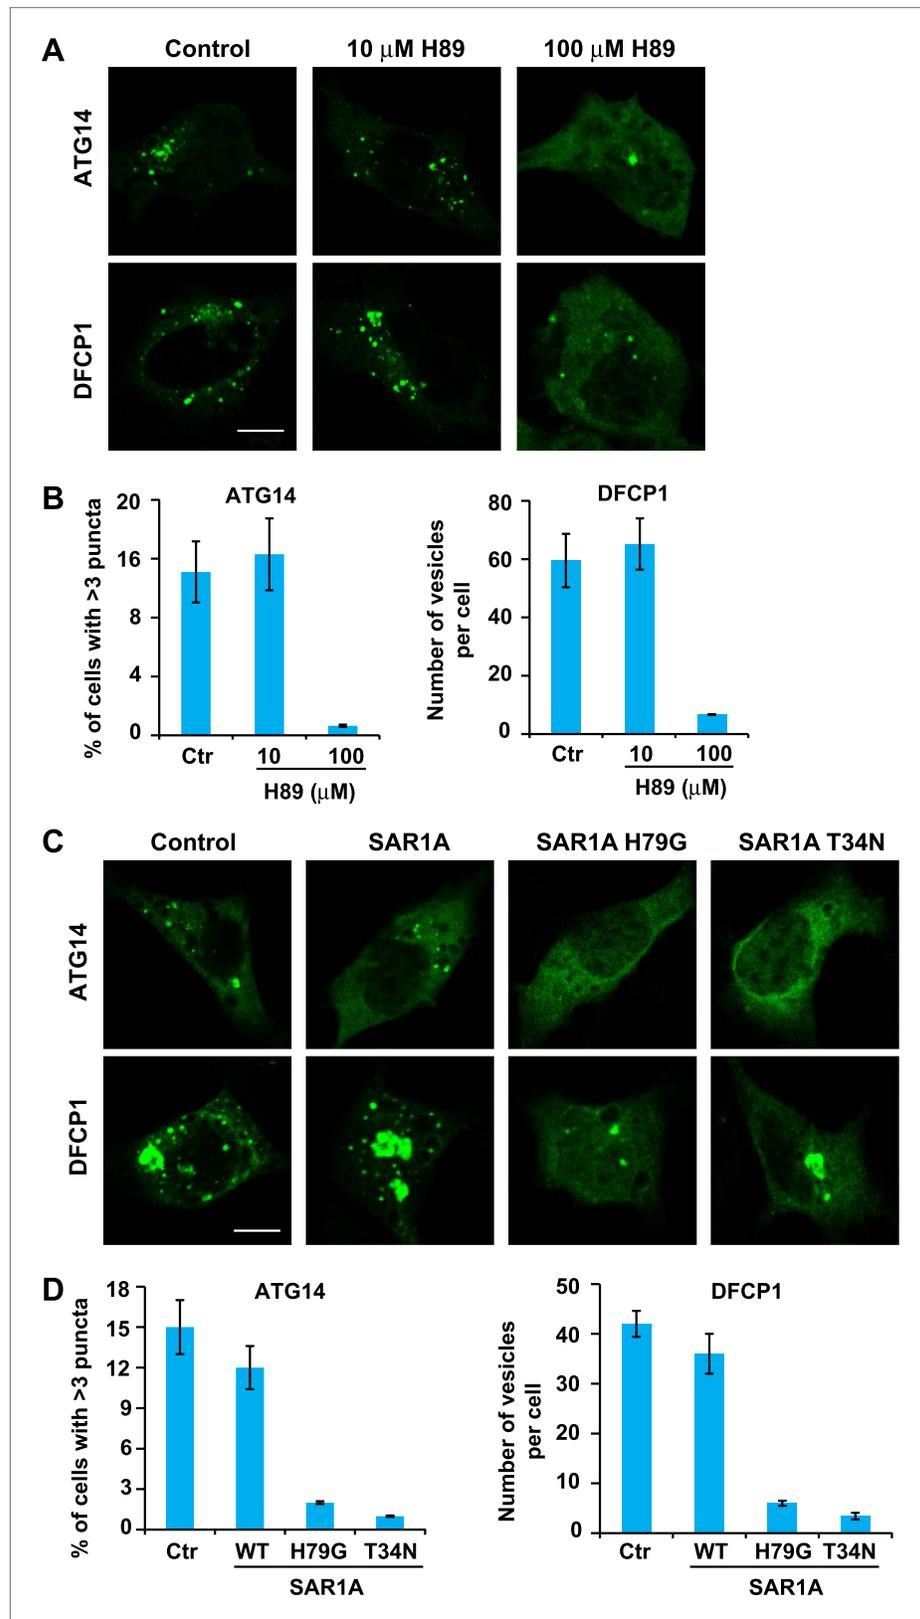 A
Control 10 μM H89 100 μM H89
ATG14
DFCP1
B
ATG14
% of cells with >3 puncta
20
16
8
4
0
Ctr 10 100
H89 (μM)
DFCP1
Number of vesicles
per cell
80
60
40
20
0
Ctr 10 100
H89 (μM)
C
Control SAR1A SAR1A H79G SAR1A T34N
ATG14
DFCP1
D
ATG14
% of cells with >3 puncta
18
15
12
9
6
3
0
Ctr WT H79G T34N
SAR1A
DFCP1
Number of vesicles
per cell
50
40
30
20
10
0
Ctr WT H79G T34N
SAR1A